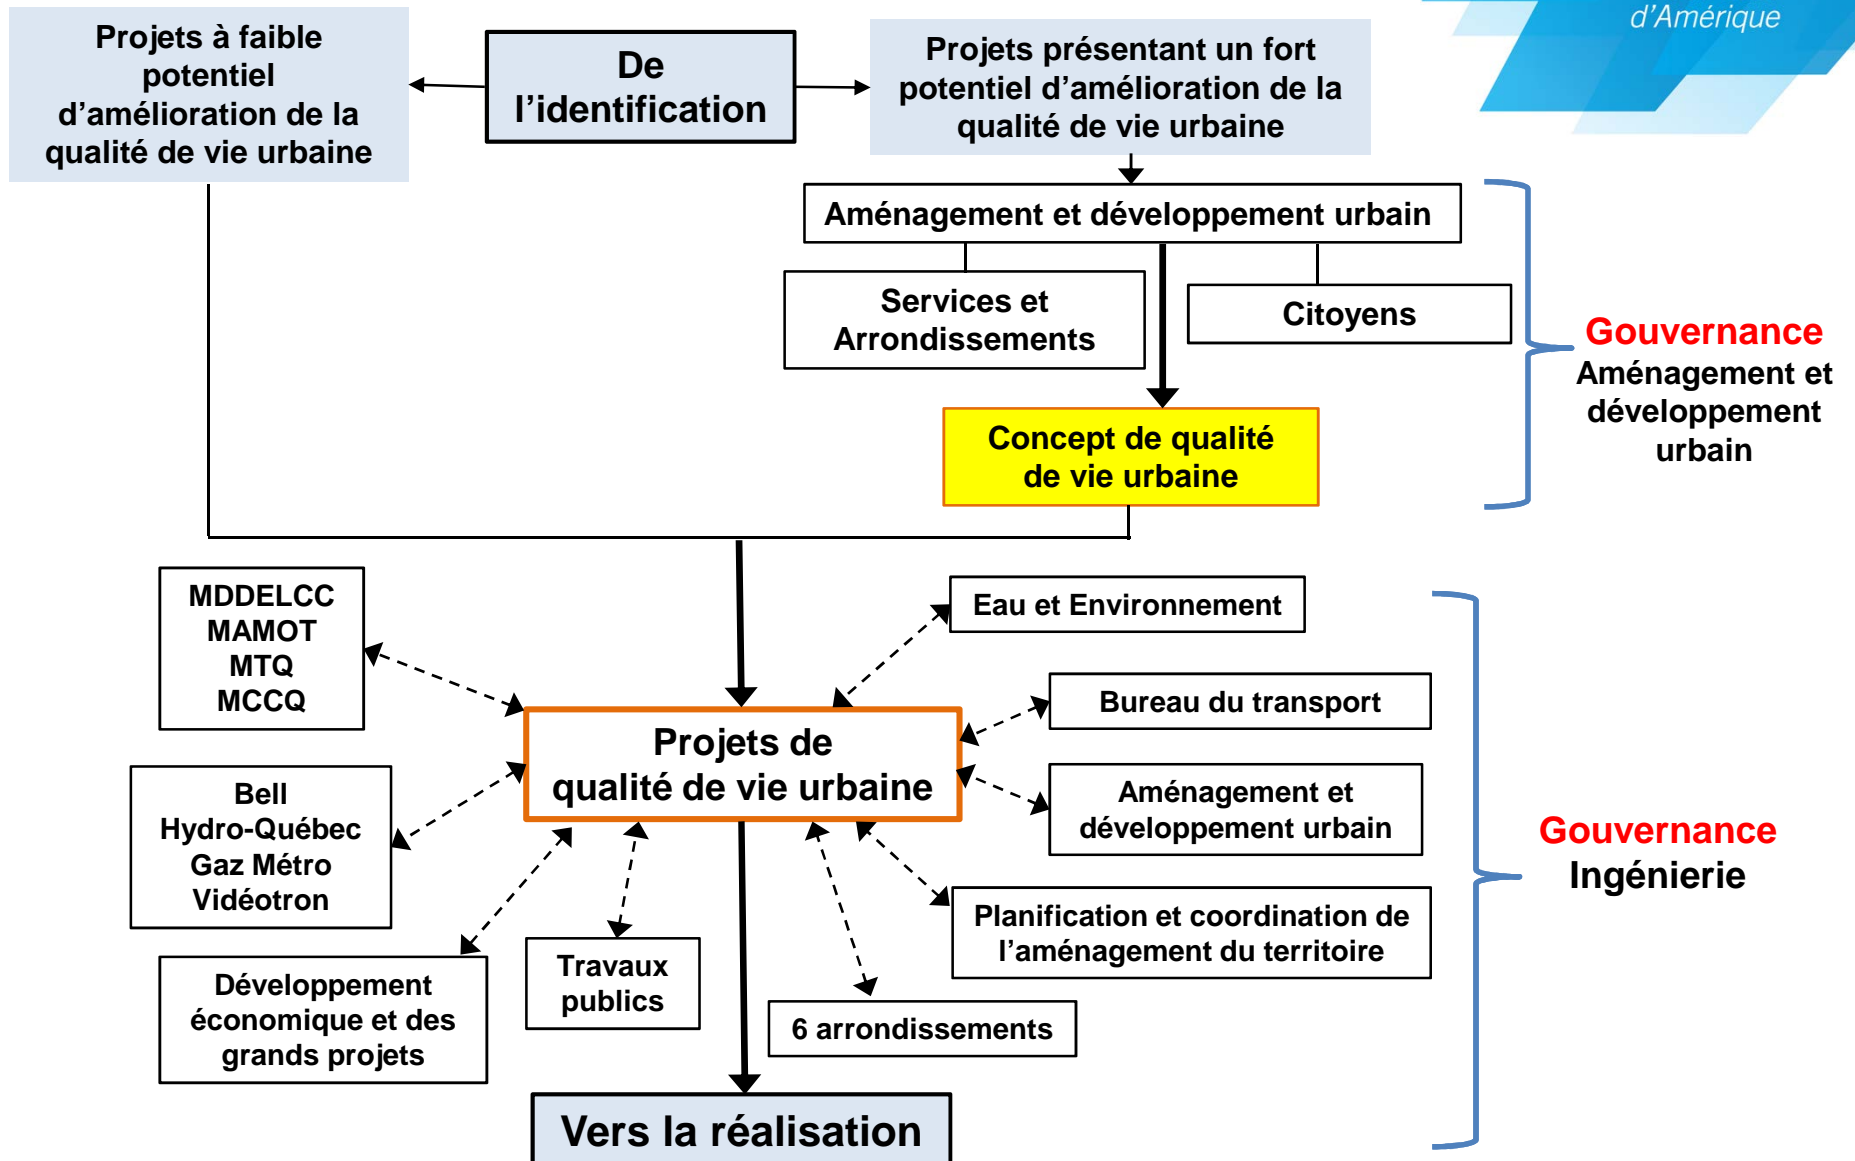 d'Amérique
Projets à faible
potentiel
d'amélioration de la
qualité de vie urbaine
De
l'identification
Projets présentant un fort
potentiel d'amélioration de la
qualité de vie urbaine
Aménagement et développement urbain
Services et
Arrondissements
Citoyens
Gouvernance
Aménagement et
développement
urbain
Concept de qualité
de vie urbaine
MDDELCC
MAMOT
MTQ
MCCQ
Eau et Environnement
Bureau du transport
Projets de
qualité de vie urbaine
Bell
Hydro-Québec
Gaz Métro
Vidéotron
Aménagement et
développement urbain
Gouvernance
Ingénierie
Planification et coordination de
l'aménagement du territoire
Développement
économique et des
grands projets
Travaux
publics
6 arrondissements
Vers la réalisation